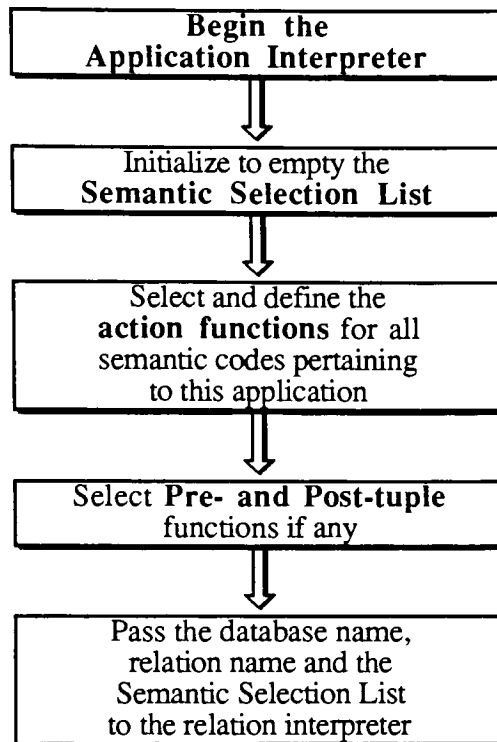 Begin the
Application Interpreter
Initialize to empty the
Semantic Selection List
Select and define the
action functions for all
semantic codes pertaining
to this application
Select Pre- and Post-tuple
functions if any
Pass the database name,
relation name and the
Semantic Selection List
to the relation interpreter